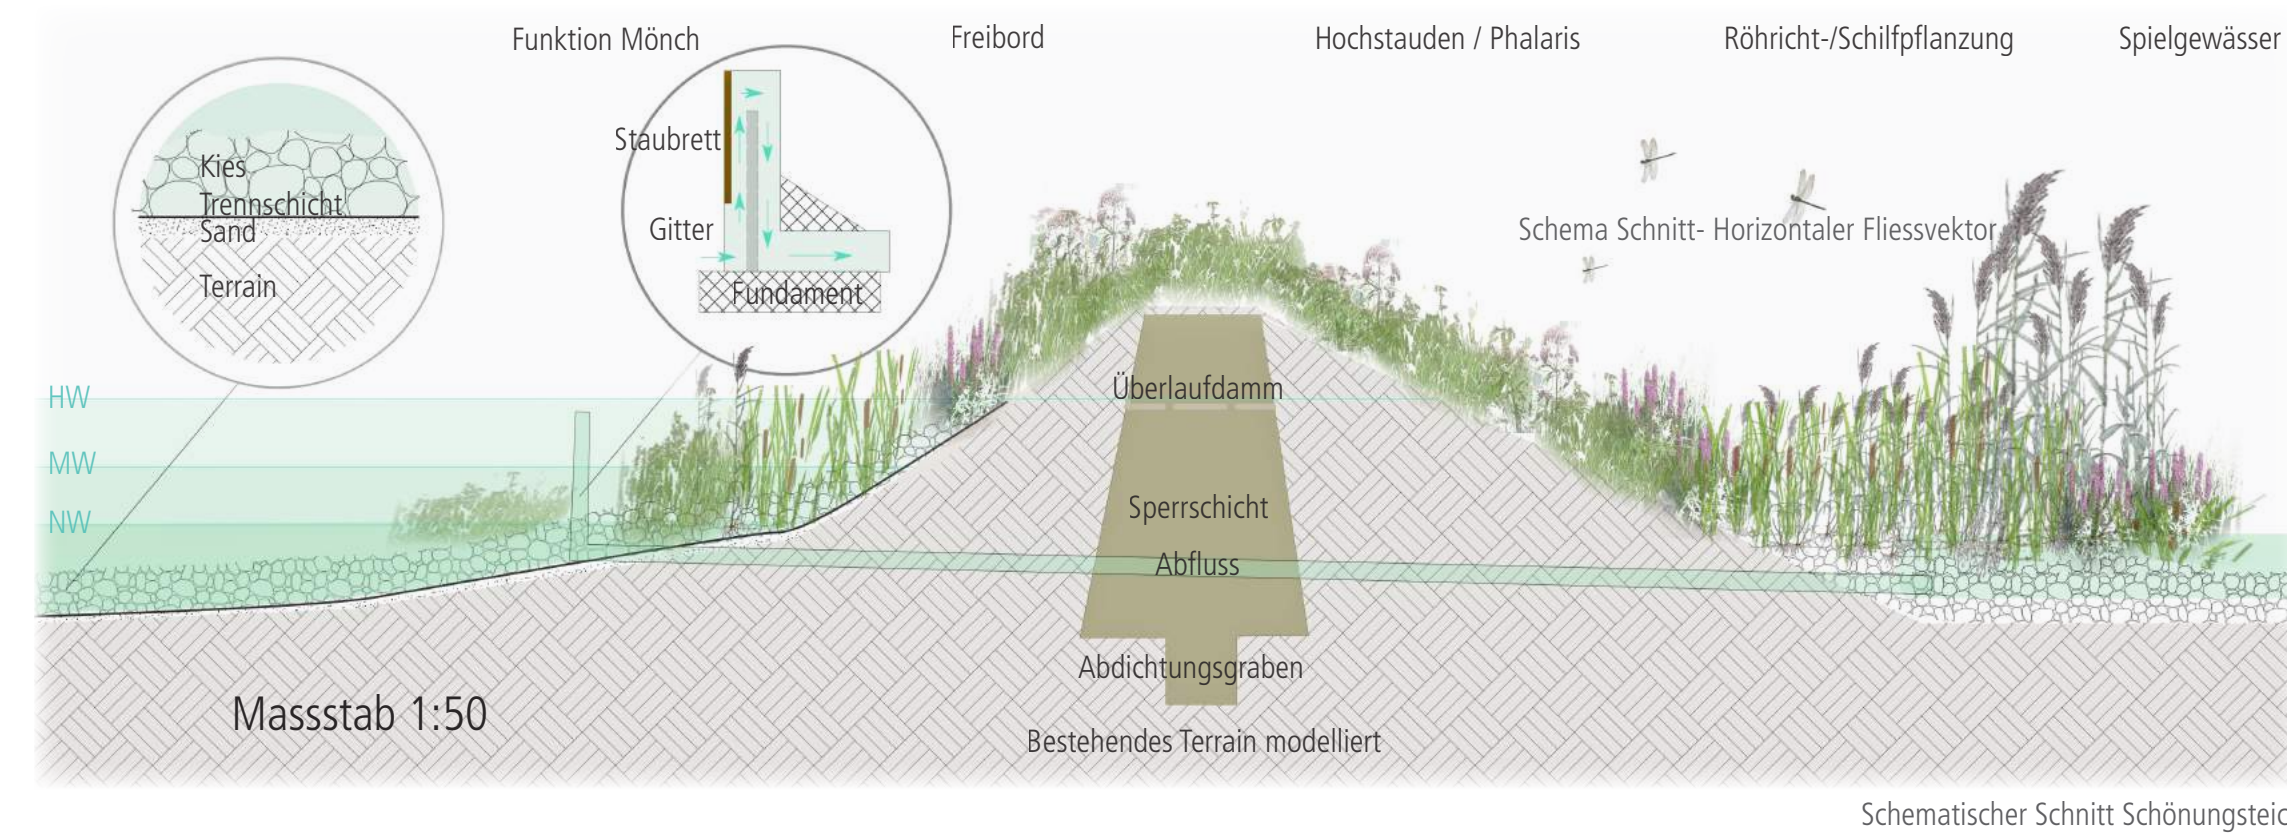 Funktion Mönch
Freibord
Hochstauden / Phalaris
Röhricht-/Schilfpflanzung
Spielgewässer
Kies
Trennschicht
Sand
Terrain
Staubrett
Gitter
Fundament
Schema Schnitt- Horizontaler Fliessvektor
HW
MW
NW
Überlaufdamm
Sperrschicht
Abfluss
Abdichtungsgraben
Massstab 1:50
Bestehendes Terrain modelliert
Schematischer Schnitt Schönungsteic